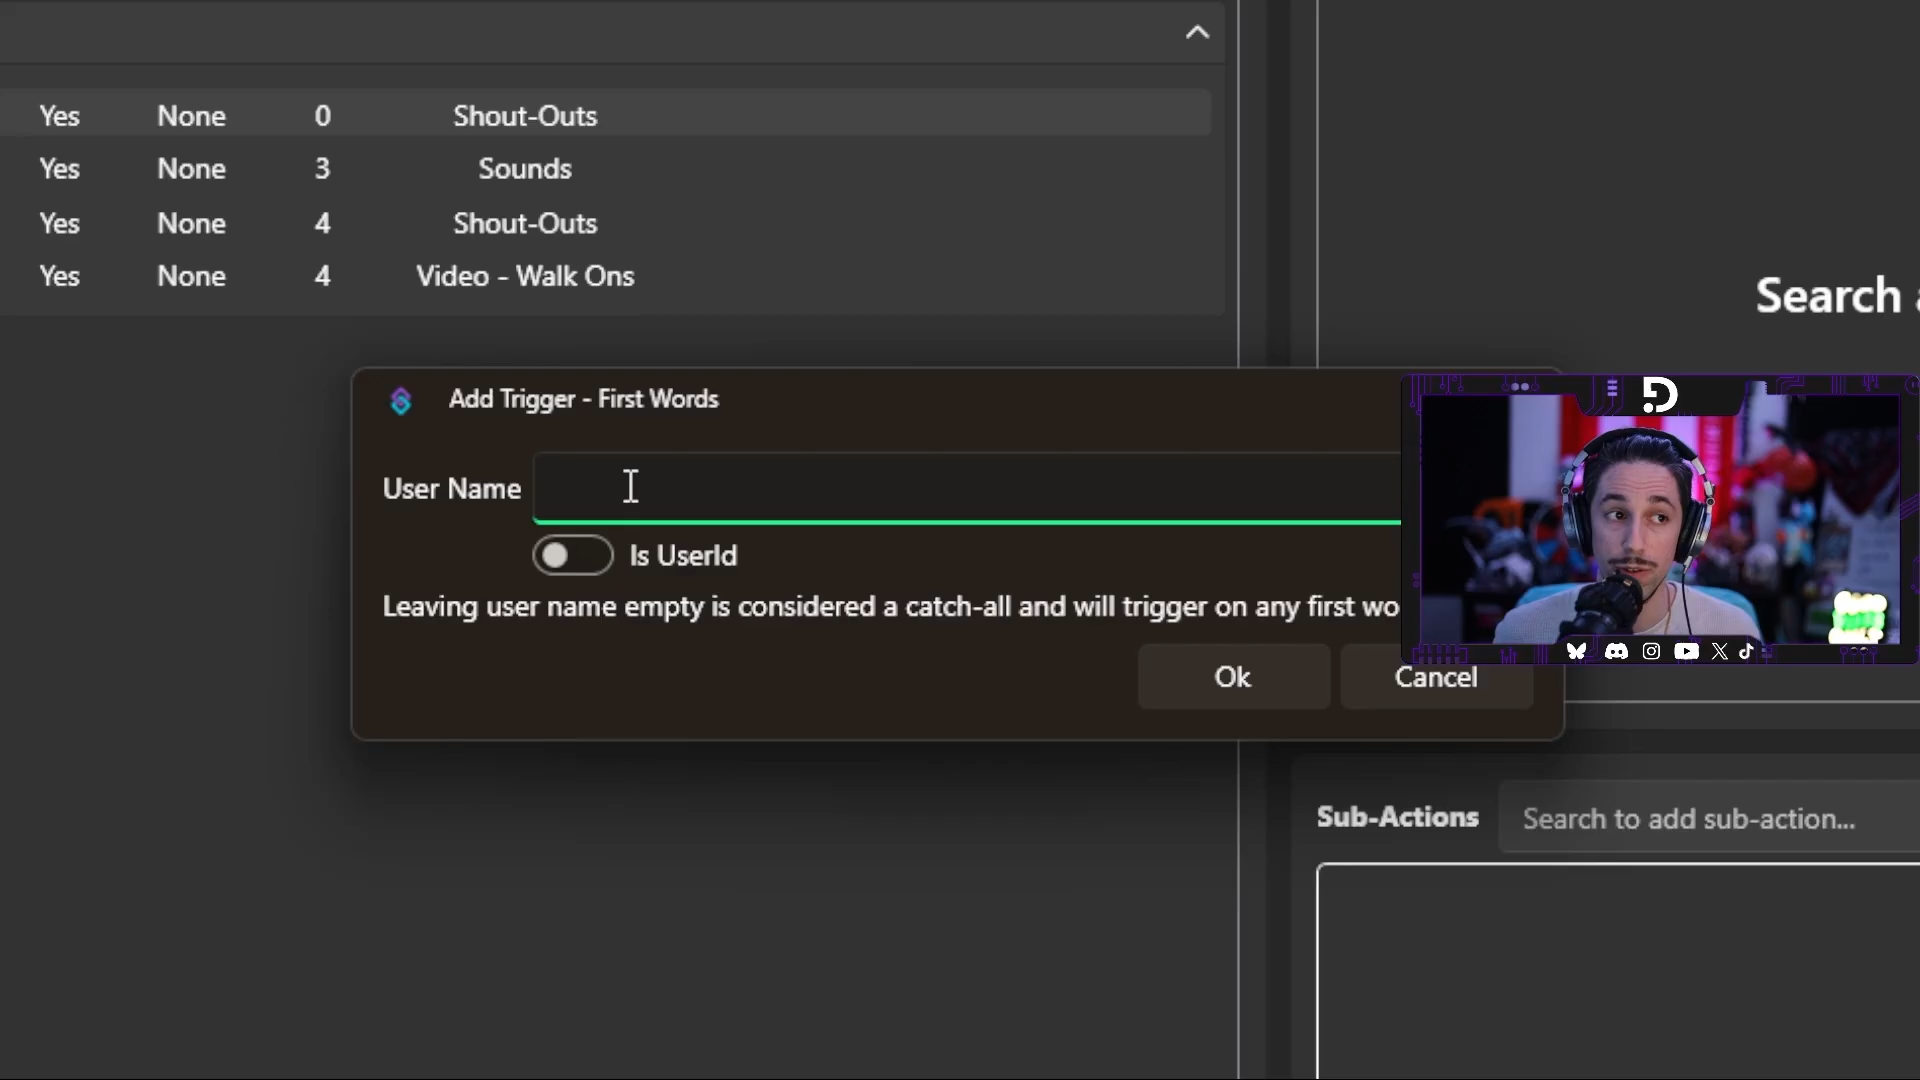 Yes None 0 Shout-Outs
Yes None 3 Sounds
Yes None 4 Shout-Outs
Yes None 4 Video - Walk Ons
Search
Add Trigger - First Words
User Name
Is UserId
Leaving user name empty is considered a catch-all and will trigger on any first wo
Ok Cancel
Sub-Actions Search to add sub-action...